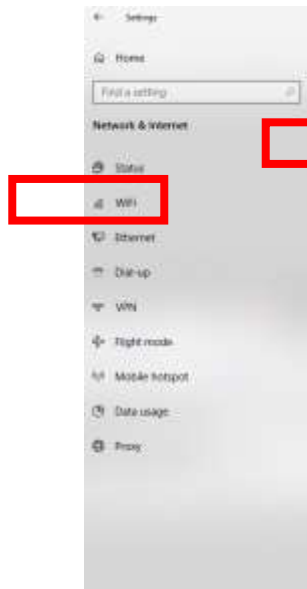 Settings
Home
Find a setting
Network & Internet
Status
WiFi
Ethernet
Dial-up
VPN
Flight mode
Mobile hotspot
Data usage
Proxy